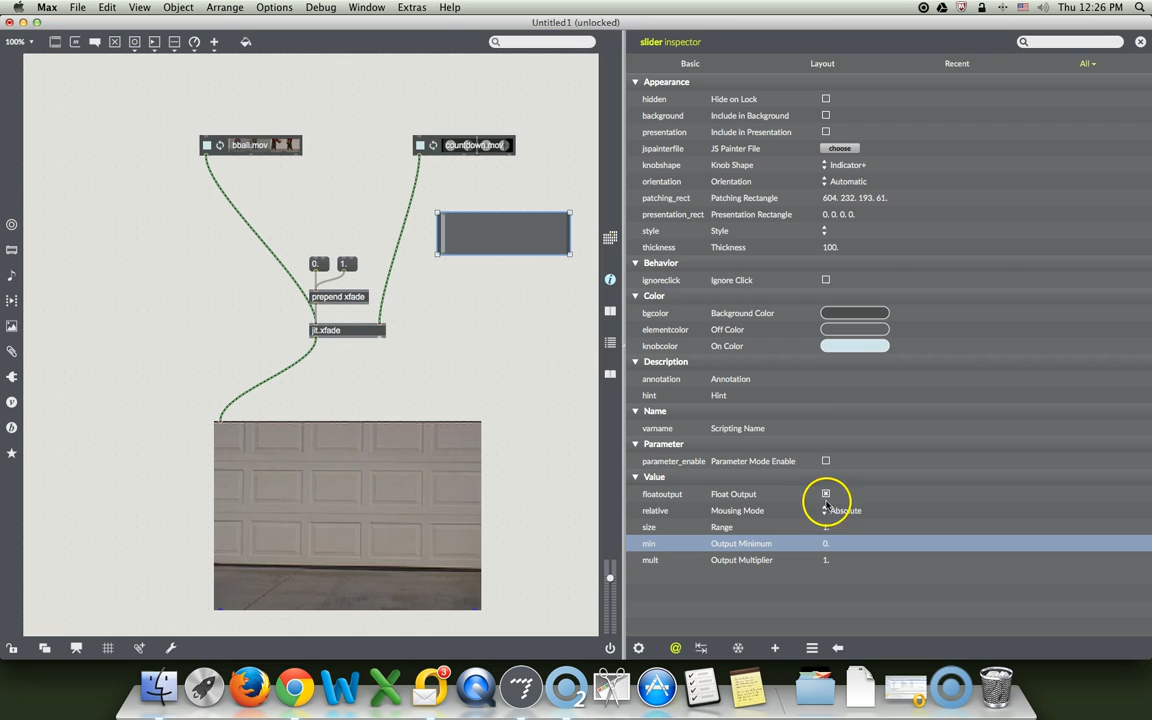 Max File Edit View Object Arrange Options Debug Window Extras Help Thu 12:26 PM
Untitled1 (unlocked)
100%
slider inspector
Basic Layout Recent All
Appearance
hidden Hide on Lock
background Include in Background
presentation Include in Presentation
jspainterfile JS Painter File choose
knobshape Knob Shape Indicator+
orientation Orientation Automatic
patching_rect Patching Rectangle 604. 232. 193. 61.
presentation_rect Presentation Rectangle 0. 0. 0. 0.
style Style
thickness Thickness 100.
Behavior
ignoreclick Ignore Click
Color
bgcolor Background Color
elementcolor Off Color
knobcolor On Color
Description
annotation Annotation
hint Hint
Name
varname Scripting Name
Parameter
parameter_enable Parameter Mode Enable
Value
floatoutput Float Output
relative Mousing Mode Absolute
size Range 1.
min Output Minimum 0.
mult Output Multiplier 1.
bball.mov
countdown.mov
0. 1.
prepend xfade
jit.xfade
3
2